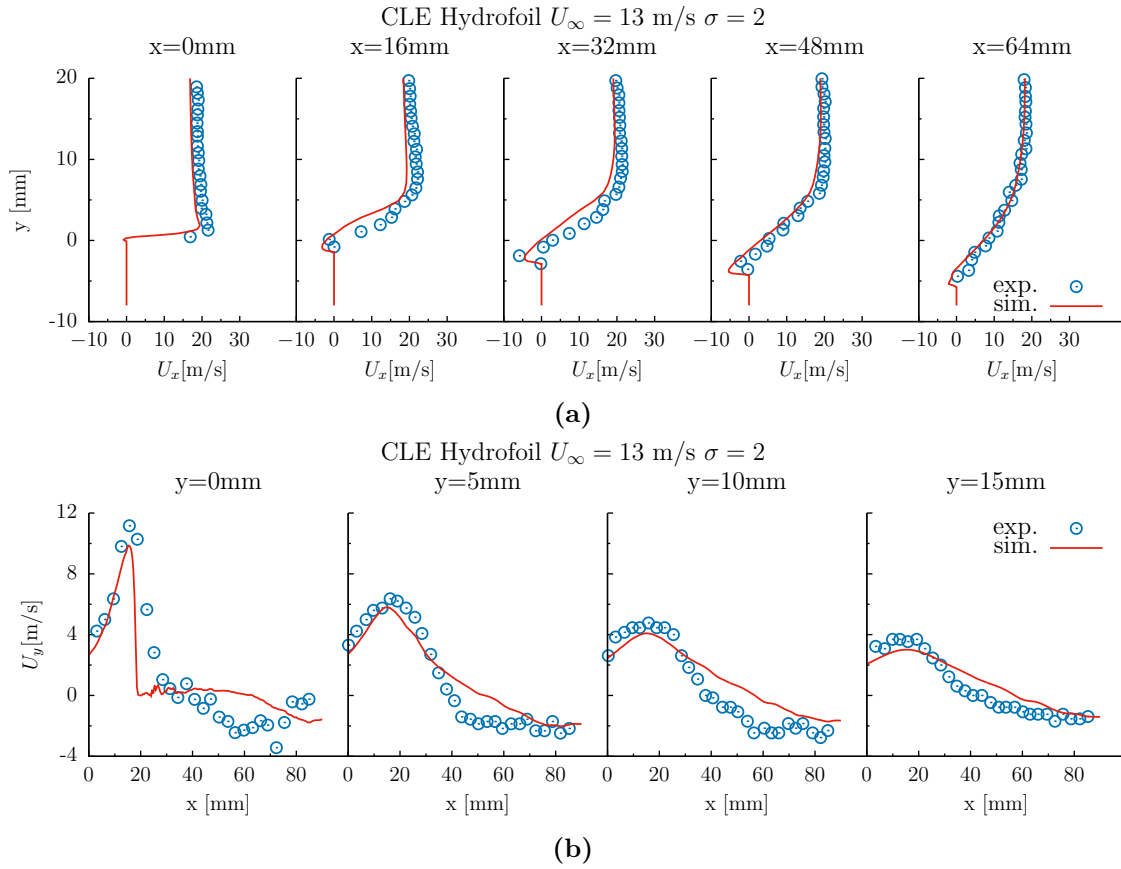 CLE Hydrofoil U∞ = 13 m/s σ = 2
x=0mm x=16mm x=32mm x=48mm x=64mm
20
10
y [mm]
0
exp.
sim.
-10
−10 0 10 20 30 −10 0 10 20 30 −10 0 10 20 30 −10 0 10 20 30 −10 0 10 20 30
Ux[m/s] Ux[m/s] Ux[m/s] Ux[m/s] Ux[m/s]
(a)
CLE Hydrofoil U∞ = 13 m/s σ = 2
y=0mm y=5mm y=10mm y=15mm
12
exp.
sim.
8
Uy[m/s]
4
0
-4
0 20 40 60 80 0 20 40 60 80 0 20 40 60 80 0 20 40 60 80
x [mm] x [mm] x [mm] x [mm]
(b)